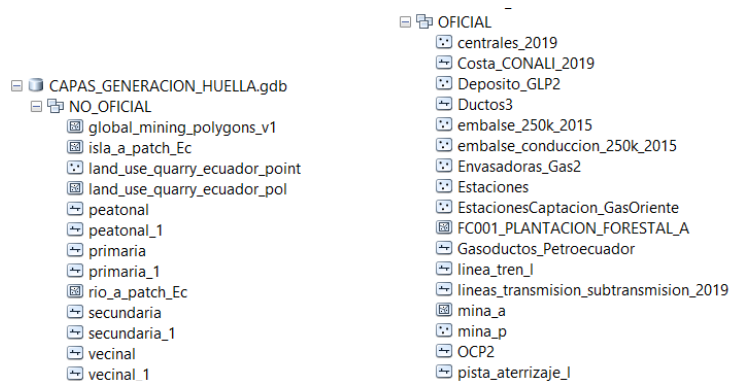 CAPAS_GENERACION_HUELLA.gdb
NO_OFICIAL
global_mining_polygons_v1
isla_a_patch_Ec
land_use_quarry_ecuador_point
land_use_quarry_ecuador_pol
peatonal
peatonal_1
primaria
primaria_1
rio_a_patch_Ec
secundaria
secundaria_1
vecinal
vecinal_1
OFICIAL
centrales_2019
Costa_CONALI_2019
Deposito_GLP2
Ductos3
embalse_250k_2015
embalse_conduccion_250k_2015
Envasadoras_Gas2
Estaciones
EstacionesCaptacion_GasOriente
FC001_PLANTACION_FORESTAL_A
Gasoductos_Petroecuador
linea_tren_l
lineas_transmision_subtransmision_2019
mina_a
mina_p
OCP2
pista_aterrizaje_l